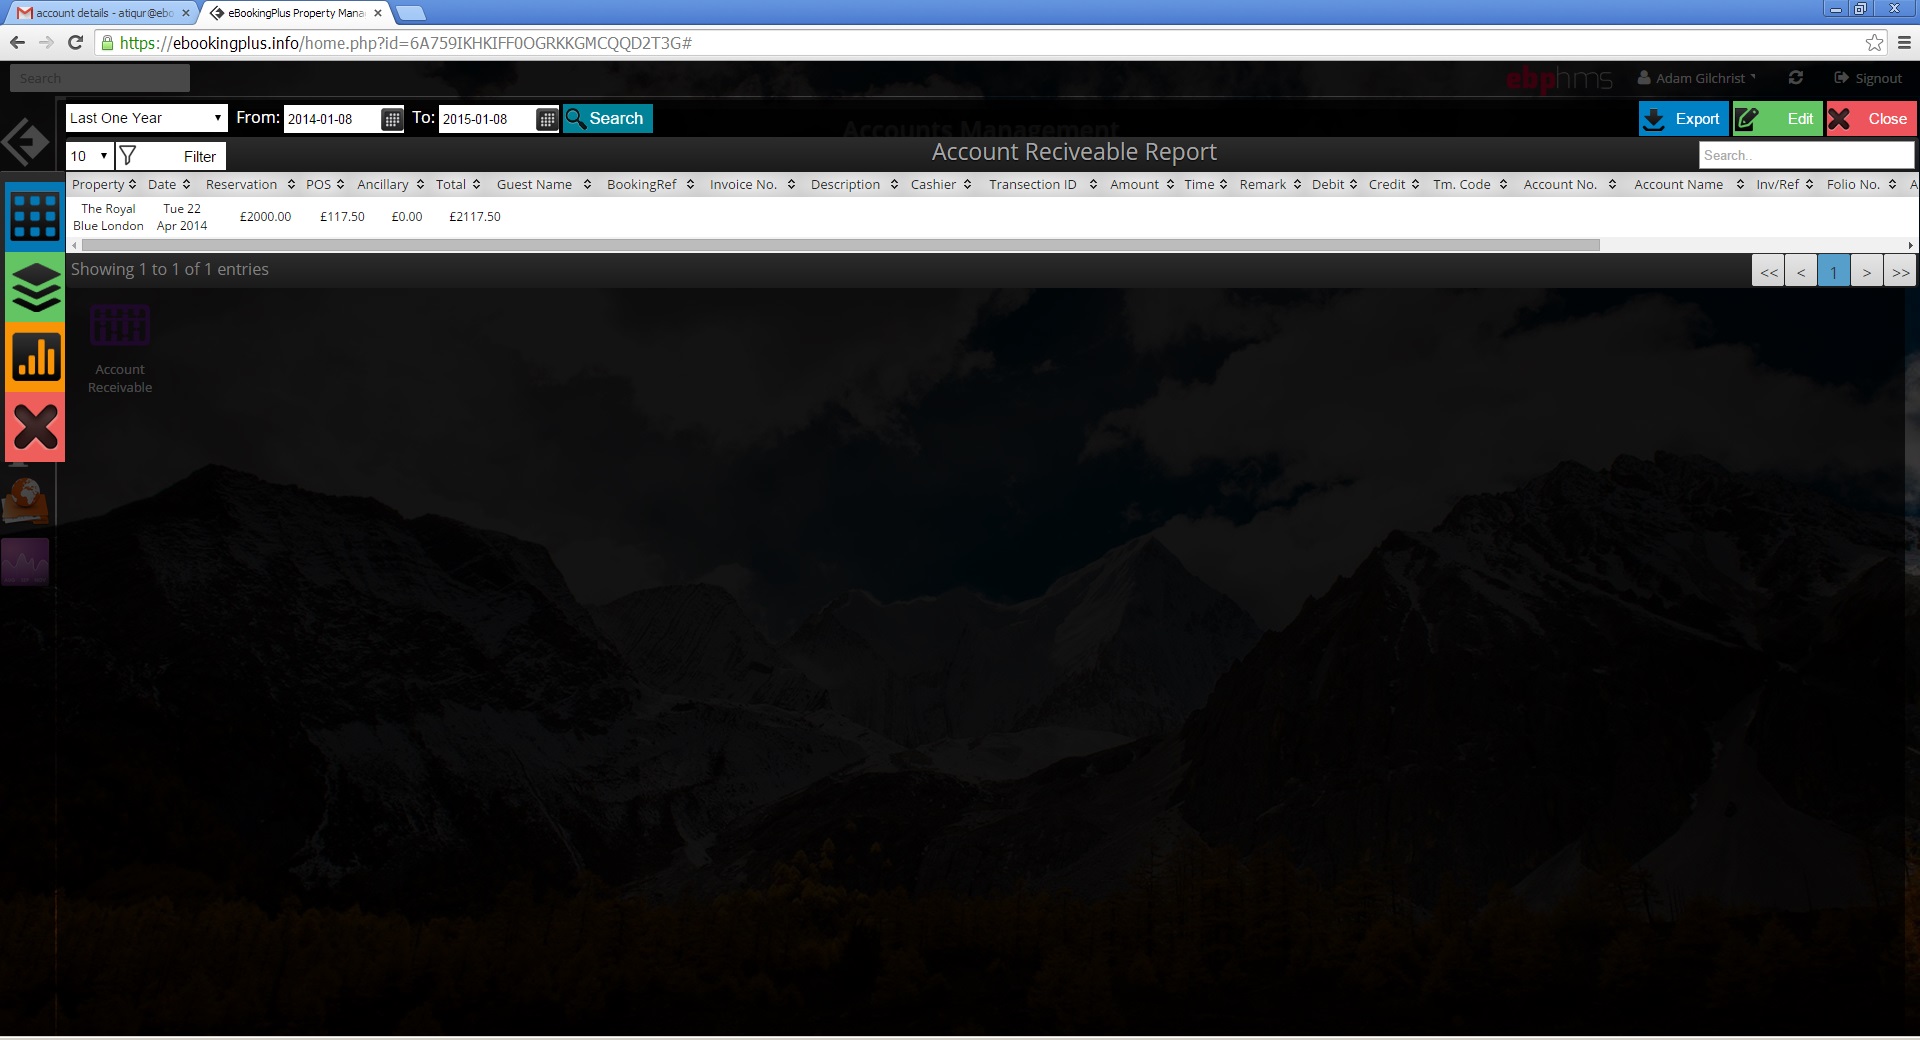 account details - atiqur@ebo
eBookingPlus Property Mana
https://ebookingplus.info/home.php?id=6A759IKHKIFF0OGRKKGMCQQD2T3G#
Search
ebphms
Adam Gilchrist
Signout
Last One Year
From: 2014-01-08
To: 2015-01-08
Search
Export
Edit
Close
Accounts Management
10
Filter
Account Reciveable Report
Search..
Property Date Reservation POS Ancillary Total Guest Name BookingRef Invoice No. Description Cashier Transection ID Amount Time Remark Debit Credit Tm. Code Account No. Account Name Inv/Ref Folio No. A
The Royal Blue London Tue 22 Apr 2014 £2000.00 £117.50 £0.00 £2117.50
Showing 1 to 1 of 1 entries
<< < 1 > >>
Account
Receivable